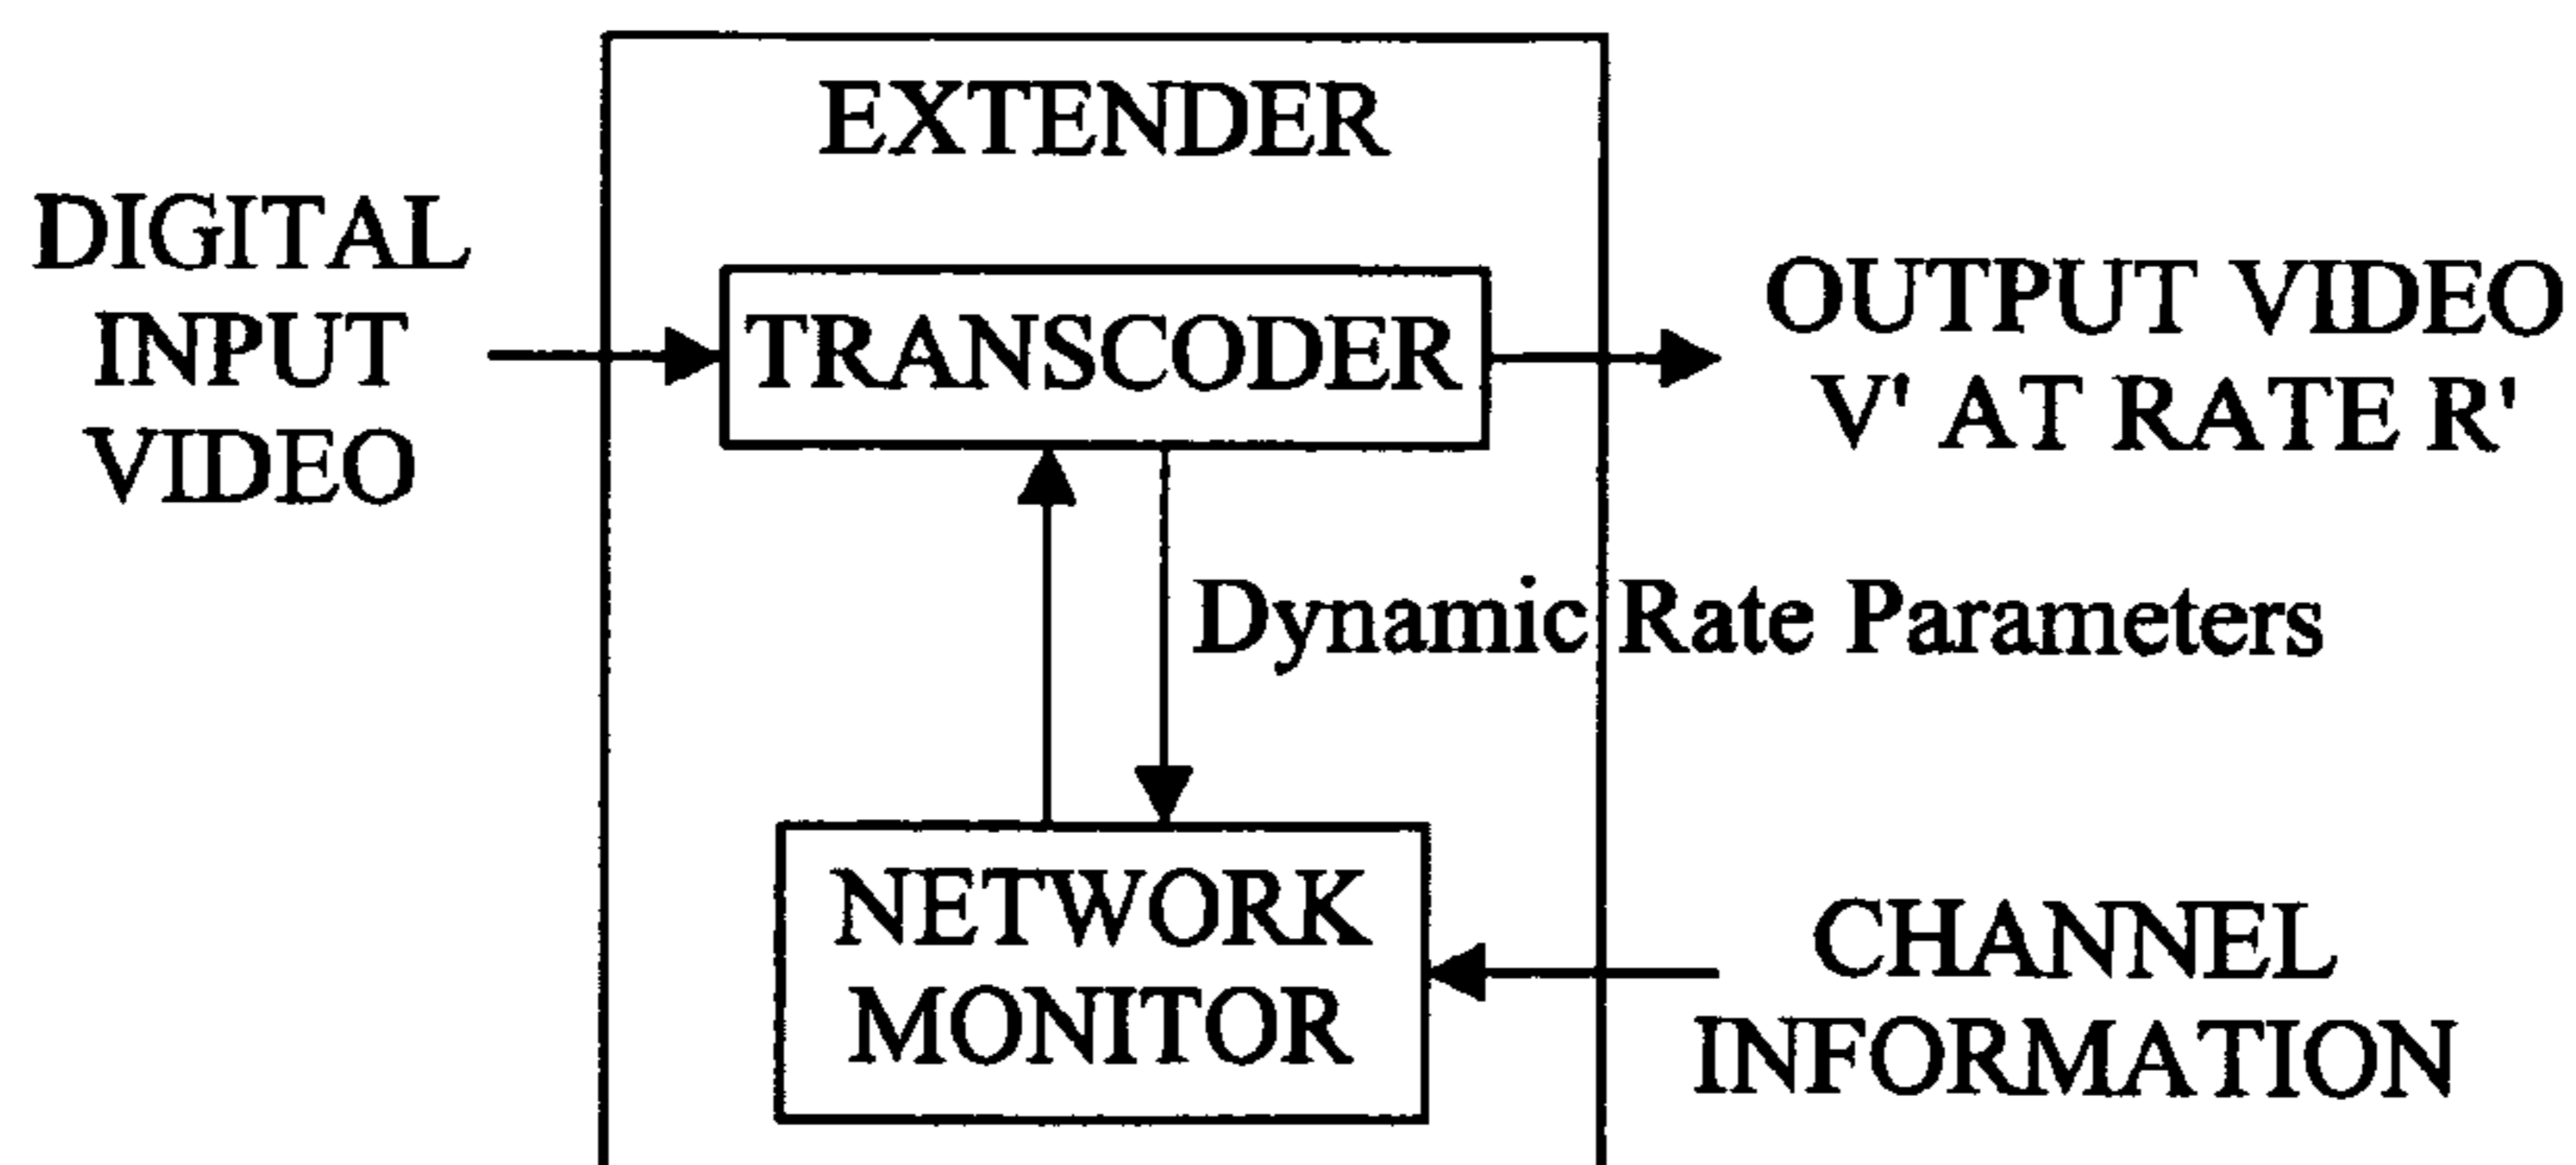 EXTENDER
DIGITAL
INPUT
VIDEO
TRANSCODER
OUTPUT VIDEO
V' AT RATE R'
Dynamic Rate Parameters
NETWORK
MONITOR
CHANNEL
INFORMATION